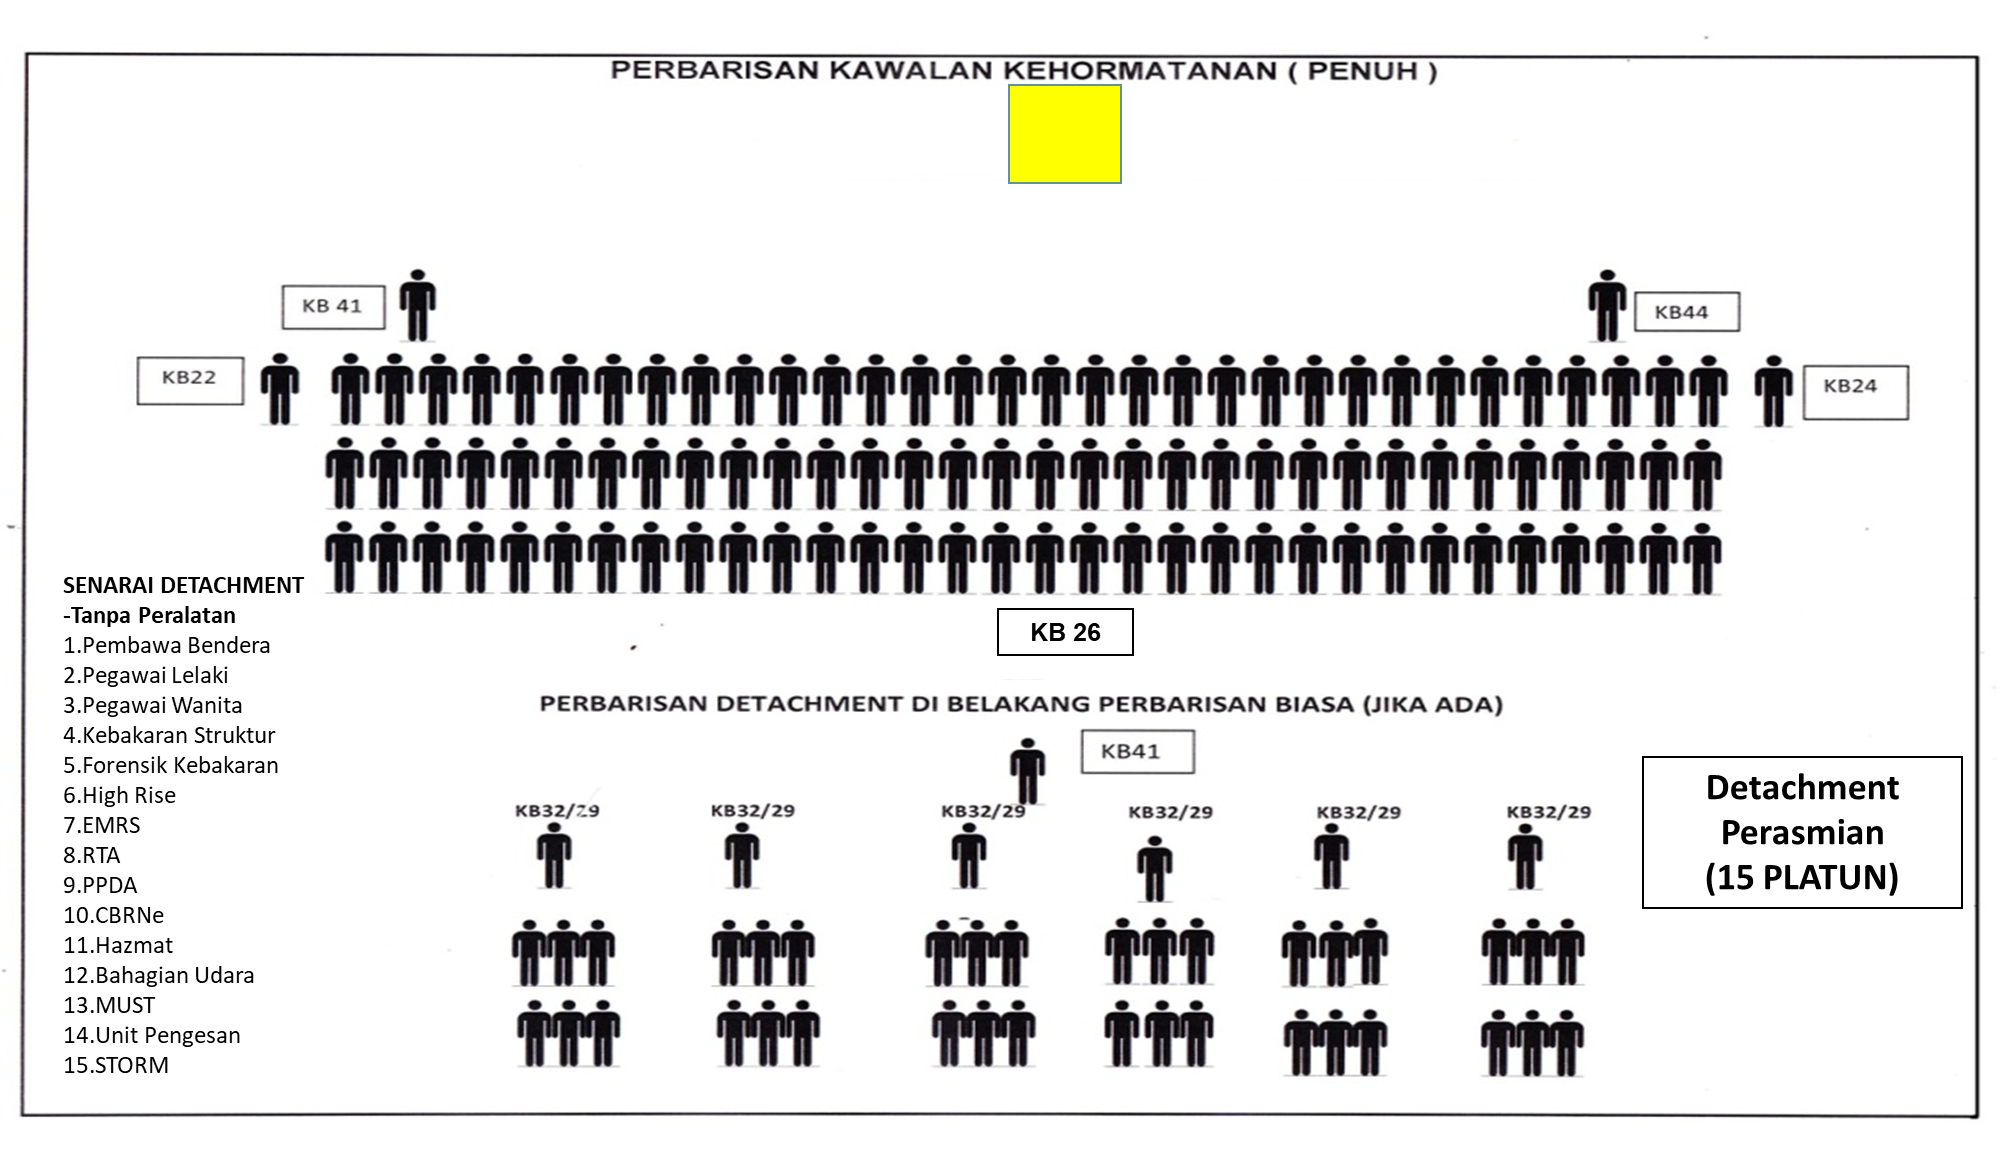 PERBARISAN KAWALAN KEHORMATANAN ( PENUH )
KB 41
KB44
KB22
KB24
KB 26
SENARAI DETACHMENT
-Tanpa Peralatan
1.Pembawa Bendera
2.Pegawai Lelaki
3.Pegawai Wanita
4.Kebakaran Struktur
5.Forensik Kebakaran
6.High Rise
7.EMRS
8.RTA
9.PPDA
10.CBRNe
11.Hazmat
12.Bahagian Udara
13.MUST
14.Unit Pengesan
15.STORM
PERBARISAN DETACHMENT DI BELAKANG PERBARISAN BIASA (JIKA ADA)
KB41
KB32/29
KB32/29
KB32/29
KB32/29
KB32/29
KB32/29
Detachment
Perasmian
(15 PLATUN)